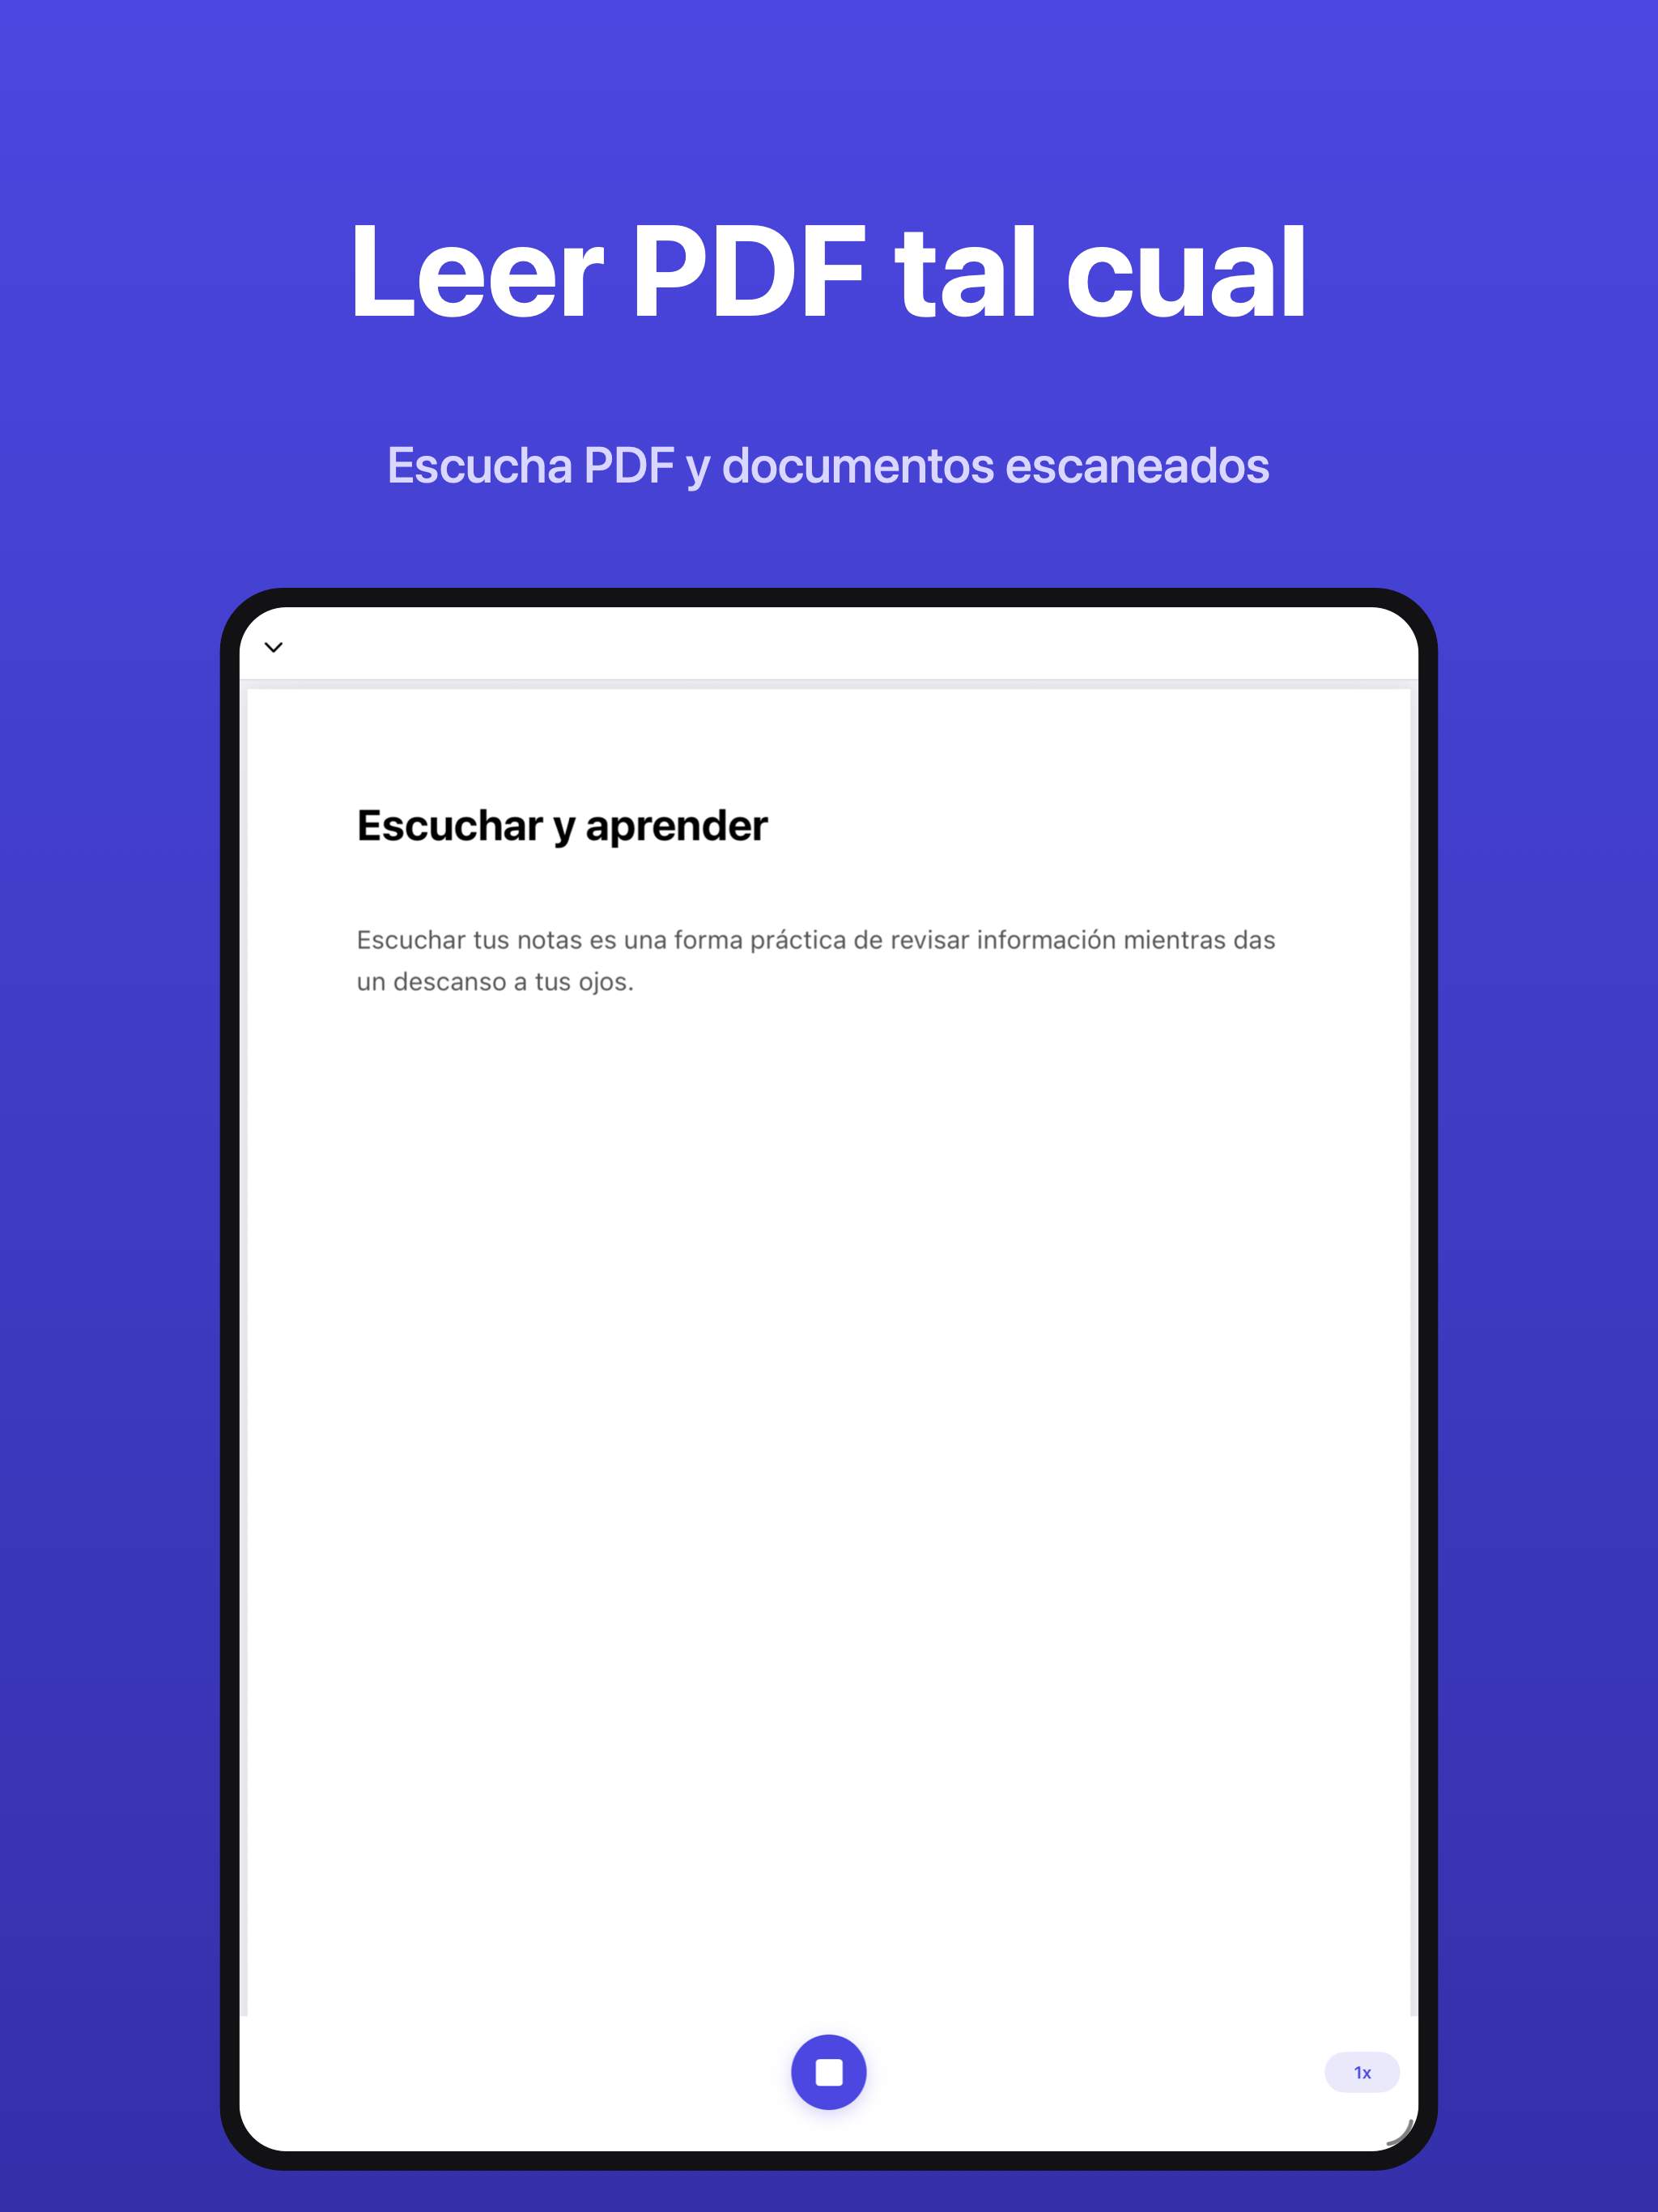 Leer PDF tal cual
Escucha PDF y documentos escaneados
Escuchar y aprender
Escuchar tus notas es una forma práctica de revisar información mientras das
un descanso a tus ojos.
1x